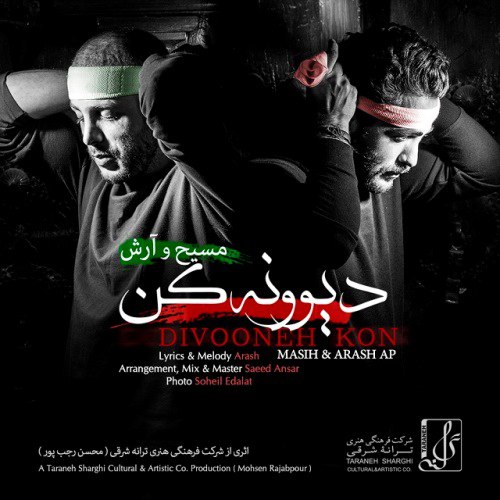 مسیح و آرش
دیوونه کن
DIVOONEH KON
Lyrics & Melody Arash
MASIH & ARASH AP
Arrangement, Mix & Master Saeed Ansar
Photo Soheil Edalat
اثری از شرکت فرهنگی هنری ترانه شرقی ( محسن رجب پور )
A Taraneh Sharghi Cultural & Artistic Co. Production ( Mohsen Rajabpour )
شرکت فرهنگی هنری
ترانهٔ شرقی
TARANEH SHARGHI
CULTURAL&ARTISTIC CO.
TARANEH